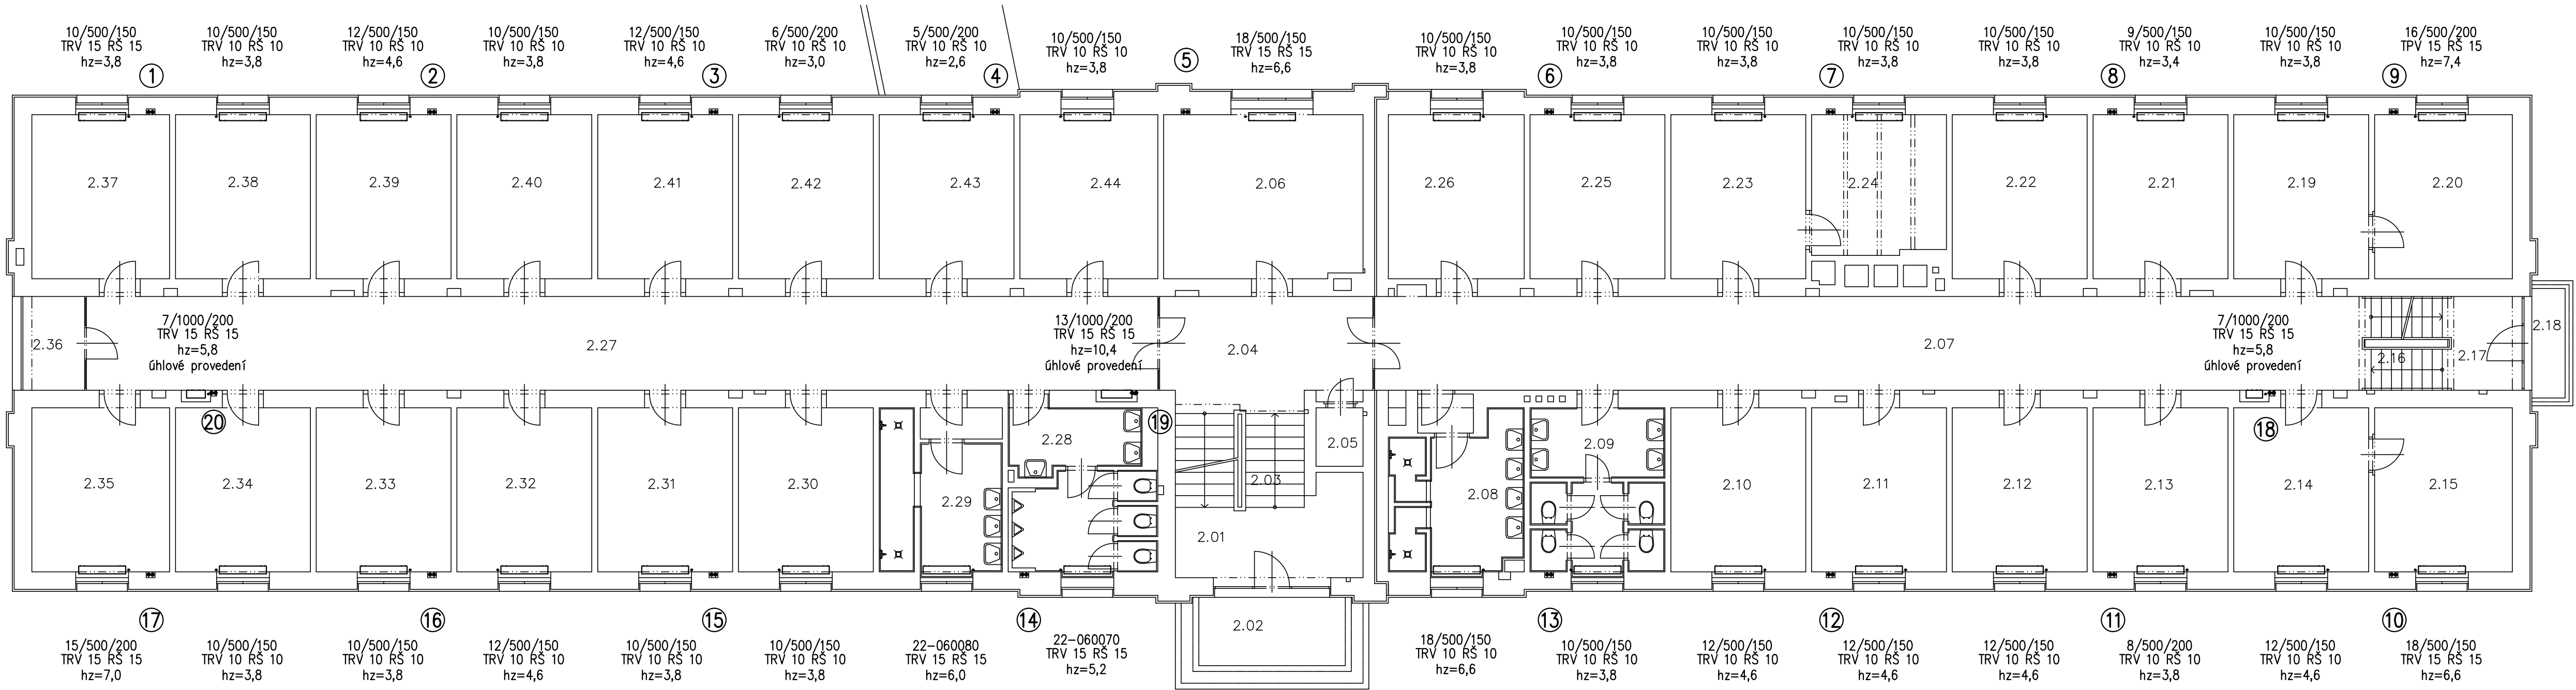 10/500/150
TRV 15 RŠ 15
hz=3,8
10/500/150
TRV 10 RŠ 10
hz=3,8
12/500/150
TRV 10 RŠ 10
hz=4,6
10/500/150
TRV 10 RŠ 10
hz=3,8
12/500/150
TRV 10 RŠ 10
hz=4,6
6/500/200
TRV 10 RŠ 10
hz=3,0
5/500/200
TRV 10 RŠ 10
hz=2,6
10/500/150
TRV 10 RŠ 10
hz=3,8
18/500/150
TRV 15 RŠ 15
hz=6,6
10/500/150
TRV 10 RŠ 10
hz=3,8
10/500/150
TRV 10 RŠ 10
hz=3,8
10/500/150
TRV 10 RŠ 10
hz=3,8
10/500/150
TRV 10 RŠ 10
hz=3,8
10/500/150
TRV 10 RŠ 10
hz=3,8
9/500/150
TRV 10 RŠ 10
hz=3,4
10/500/150
TRV 10 RŠ 10
hz=3,8
16/500/200
TPV 15 RŠ 15
hz=7,4
1
2
3
4
5
6
7
8
9
2.37
2.38
2.39
2.40
2.41
2.42
2.43
2.44
2.06
2.26
2.25
2.23
2.24
2.22
2.21
2.19
2.20
2.36
7/1000/200
TRV 15 RŠ 15
hz=5,8
úhlové provedení
2.27
13/1000/200
TRV 15 RŠ 15
hz=10,4
úhlové provedení
2.04
2.07
7/1000/200
TRV 15 RŠ 15
hz=5,8
úhlové provedení
2.16
2.17
2.18
20
19
18
2.35
2.34
2.33
2.32
2.31
2.30
2.29
2.28
2.03
2.05
2.01
2.08
2.09
2.10
2.11
2.12
2.13
2.14
2.15
2.02
17
16
15
14
13
12
11
10
15/500/200
TRV 15 RŠ 15
hz=7,0
10/500/150
TRV 10 RŠ 10
hz=3,8
10/500/150
TRV 10 RŠ 10
hz=3,8
12/500/150
TRV 10 RŠ 10
hz=4,6
10/500/150
TRV 10 RŠ 10
hz=3,8
10/500/150
TRV 10 RŠ 10
hz=3,8
22-060080
TRV 15 RŠ 15
hz=6,0
22-060070
TRV 15 RŠ 15
hz=5,2
18/500/150
TRV 10 RŠ 10
hz=6,6
10/500/150
TRV 10 RŠ 10
hz=3,8
12/500/150
TRV 10 RŠ 10
hz=4,6
12/500/150
TRV 10 RŠ 10
hz=4,6
12/500/150
TRV 10 RŠ 10
hz=4,6
8/500/200
TRV 10 RŠ 10
hz=3,8
12/500/150
TRV 10 RŠ 10
hz=4,6
18/500/150
TRV 15 RŠ 15
hz=6,6